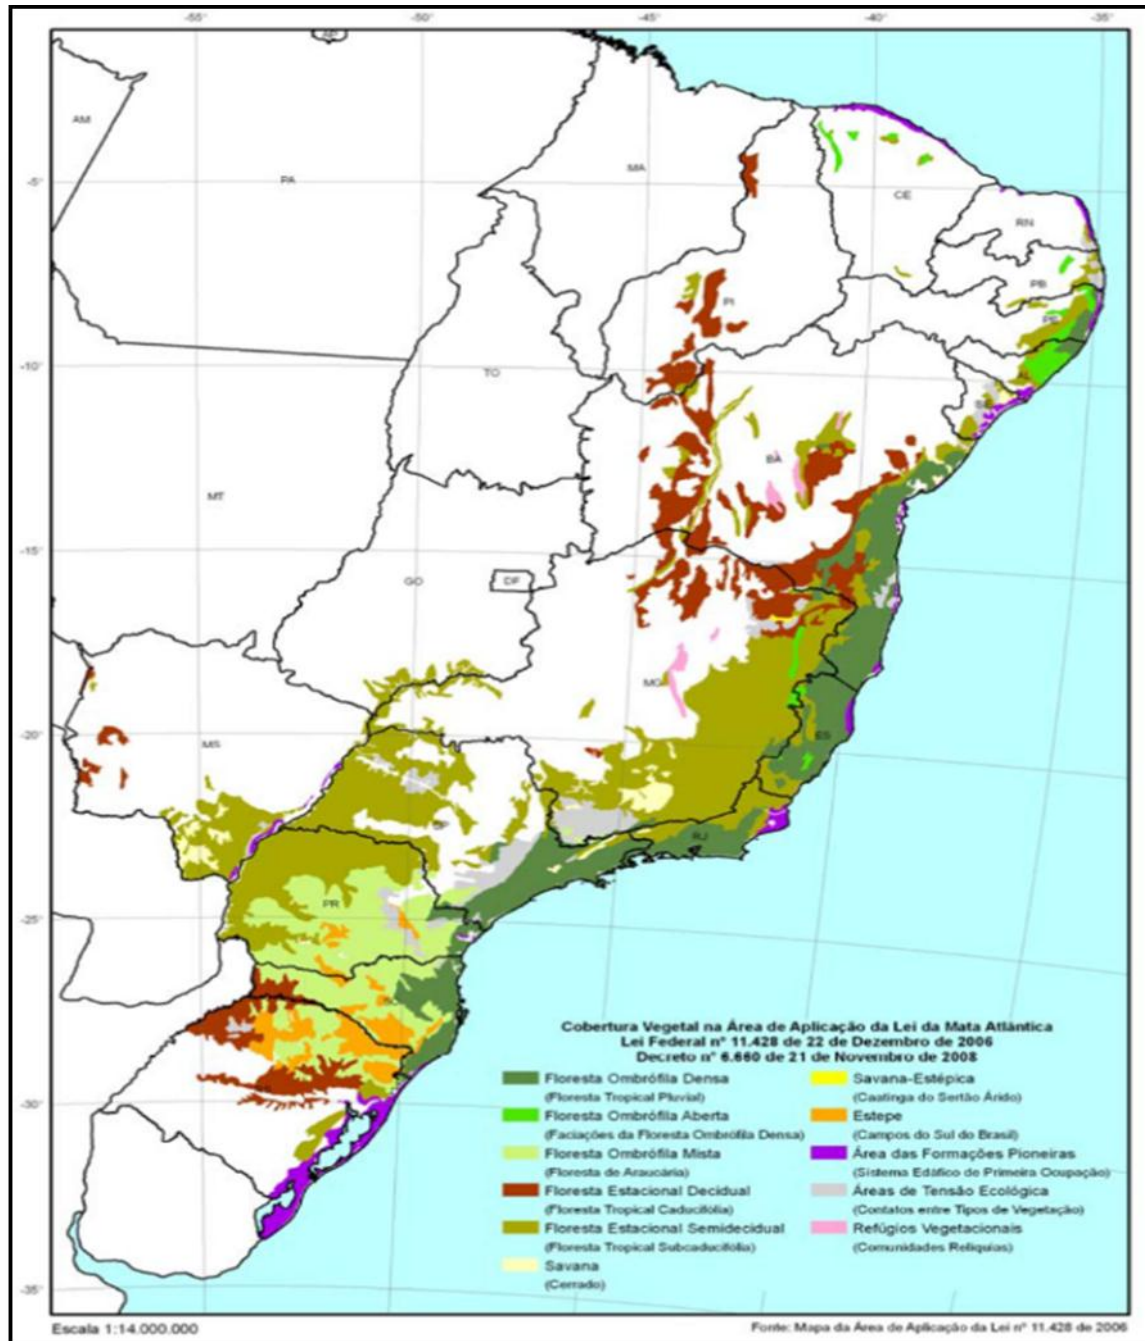 -55
-50
-45
-40
-35
AP
AM
PA
MA
-5
CE
RN
PB
PI
PE
-10
TO
AL
SE
BA
MT
-15
GO
DF
MG
-20
MS
ES
SP
RJ
PR
-25
SC
Cobertura Vegetal na Área de Aplicação da Lei da Mata Atlântica
Lei Federal nº 11.428 de 22 de Dezembro de 2006
Decreto nº 6.660 de 21 de Novembro de 2008
Floresta Ombrófila Densa
(Floresta Tropical Pluvial)
Floresta Ombrófila Aberta
(Faciações da Floresta Ombrófila Densa)
Floresta Ombrófila Mista
(Floresta de Araucária)
Floresta Estacional Decidual
(Floresta Tropical Caducifólia)
Floresta Estacional Semidecidual
(Floresta Tropical Subcaducifólia)
Savana
(Cerrado)
Savana-Estépica
(Caatinga do Sertão Árido)
Estepe
(Campos do Sul do Brasil)
Área das Formações Pioneiras
(Sistema Edáfico de Primeira Ocupação)
Áreas de Tensão Ecológica
(Contatos entre Tipos de Vegetação)
Refúgios Vegetacionais
(Comunidades Relíquias)
-30
-35
Escala 1:14.000.000
Fonte: Mapa da Área de Aplicação da Lei nº 11.428 de 2006